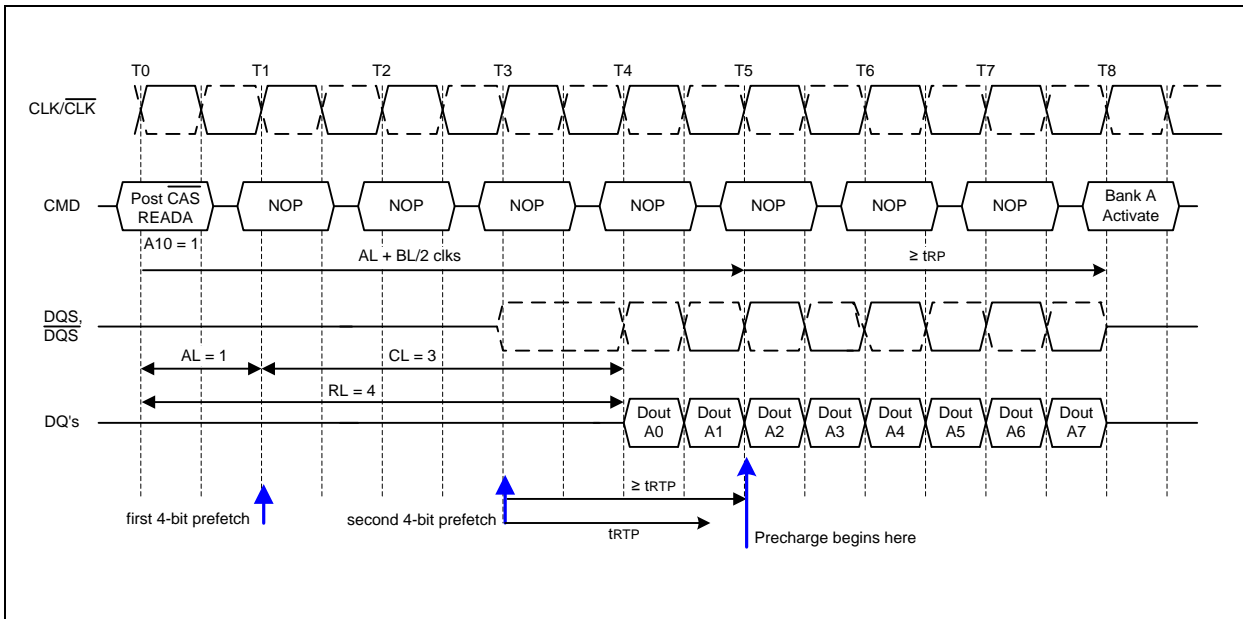 T0 T1 T2 T3 T4 T5 T6 T7 T8
CLK/C̅L̅K̅
CMD
Post C̅A̅S̅
READA
NOP NOP NOP NOP NOP NOP NOP
Bank A
Activate
A10 = 1
AL + BL/2 clks
≥ tRP
DQS,
D̅Q̅S̅
AL = 1
CL = 3
RL = 4
DQ's
Dout
A0
Dout
A1
Dout
A2
Dout
A3
Dout
A4
Dout
A5
Dout
A6
Dout
A7
≥ tRTP
first 4-bit prefetch
second 4-bit prefetch
tRTP
Precharge begins here